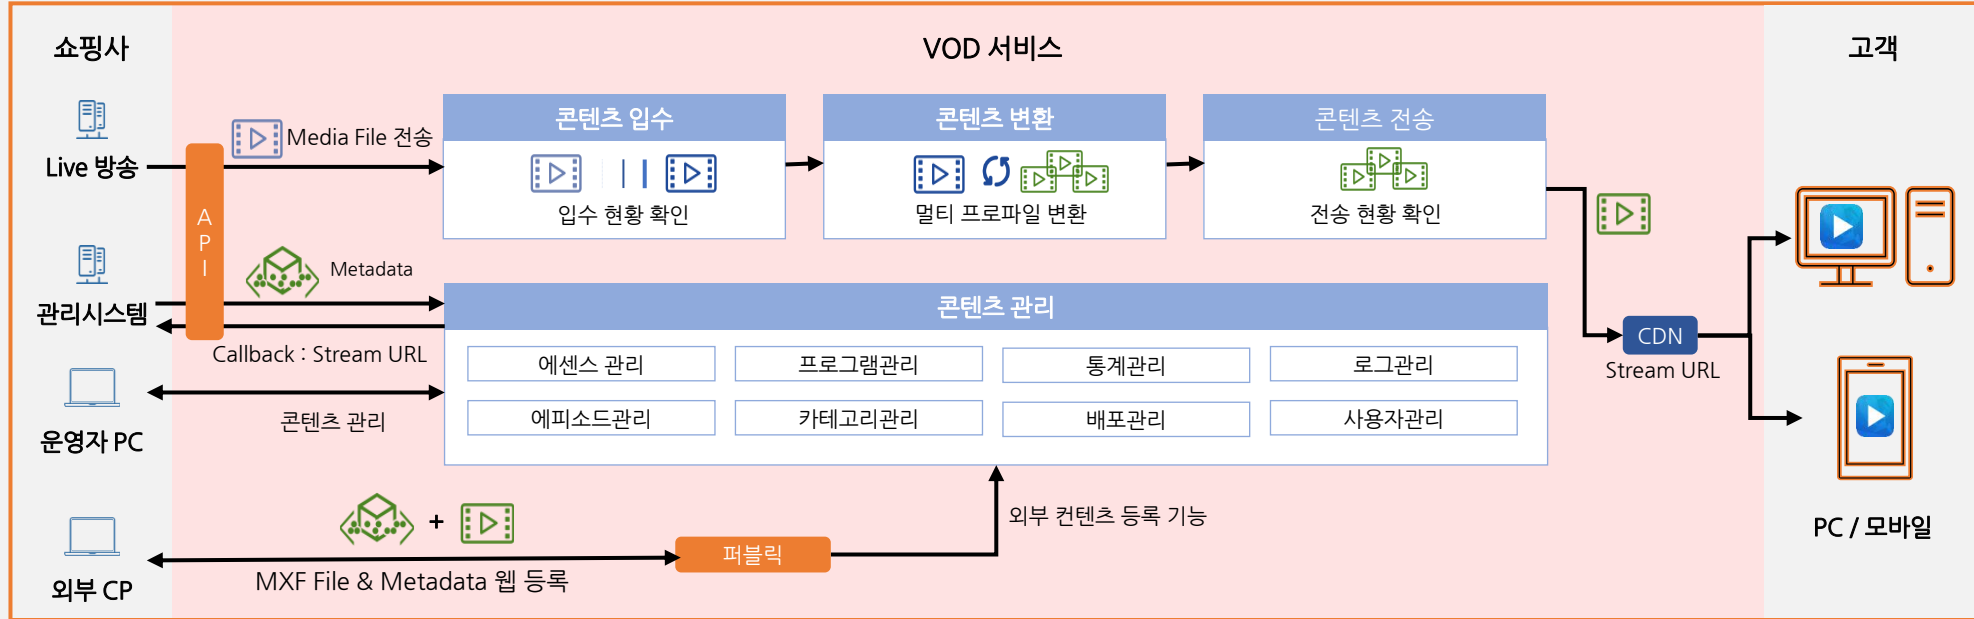 쇼핑사
VOD 서비스
고객
Live 방송
Media File 전송
API
콘텐츠 입수
입수 현황 확인
콘텐츠 변환
멀티 프로파일 변환
콘텐츠 전송
전송 현황 확인
관리시스템
Metadata
Callback : Stream URL
콘텐츠 관리
에센스 관리
프로그램관리
통계관리
로그관리
에피소드관리
카테고리관리
배포관리
사용자관리
CDN
Stream URL
운영자 PC
콘텐츠 관리
외부 CP
+
MXF File & Metadata 웹 등록
퍼블릭
외부 컨텐츠 등록 기능
PC / 모바일